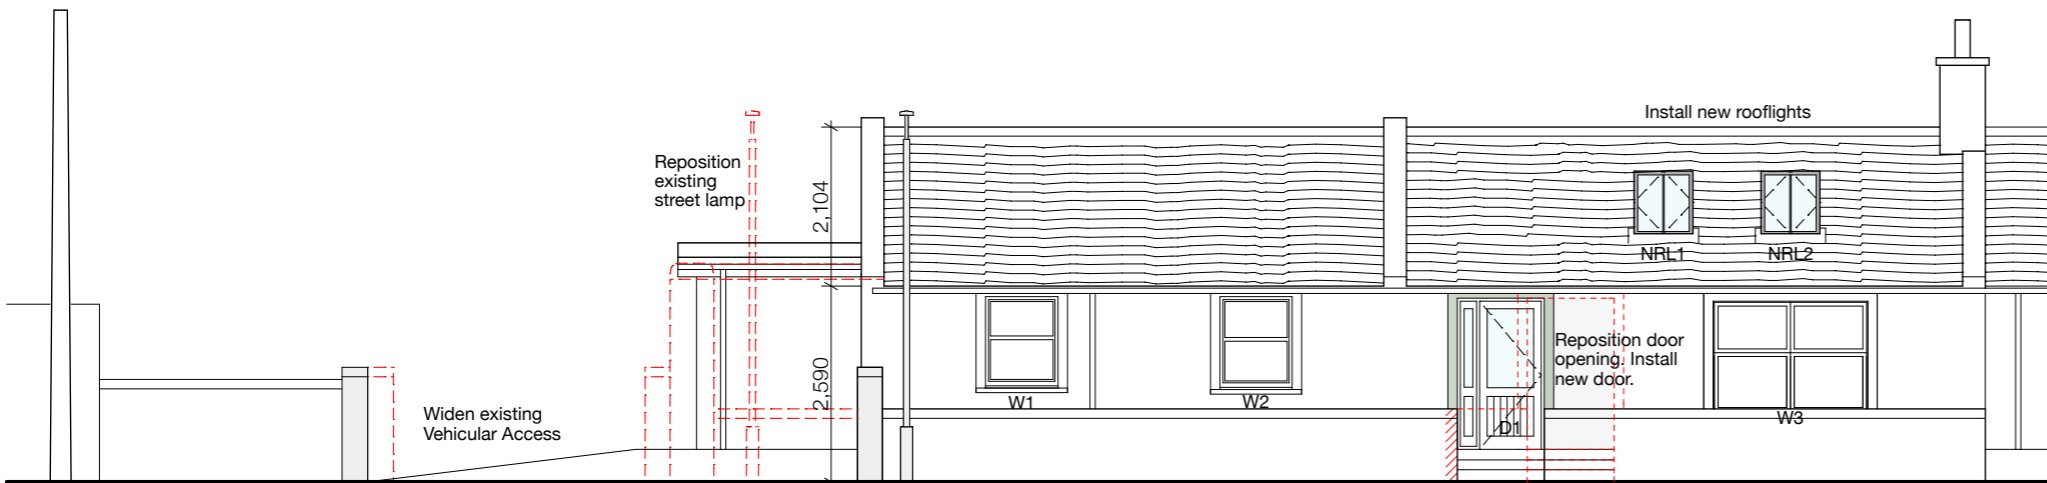 Install new rooflights
Reposition
existing
street lamp
2,104
NRL1
NRL2
Reposition door
opening. Install
new door.
2,590
W1
W2
W3
D1
Widen existing
Vehicular Access